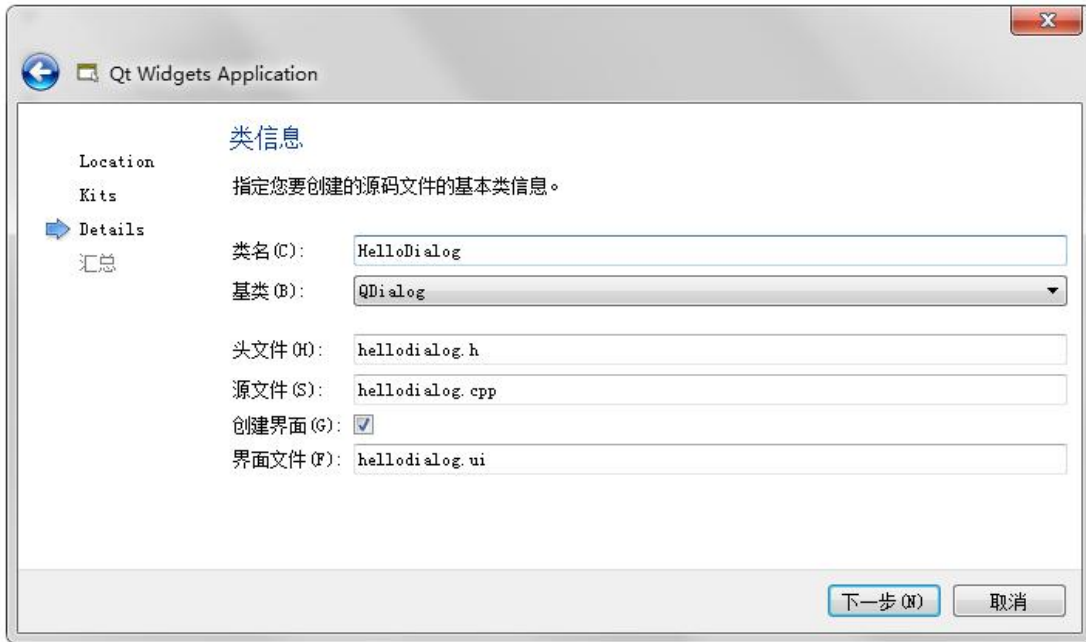 Qt Widgets Application
Location
Kits
Details
汇总
类信息
指定您要创建的源码文件的基本类信息。
类名(C): HelloDialog
基类(B): QDialog
头文件(H): hellodialog.h
源文件(S): hellodialog.cpp
创建界面(G):
界面文件(F): hellodialog.ui
下一步(N) 取消